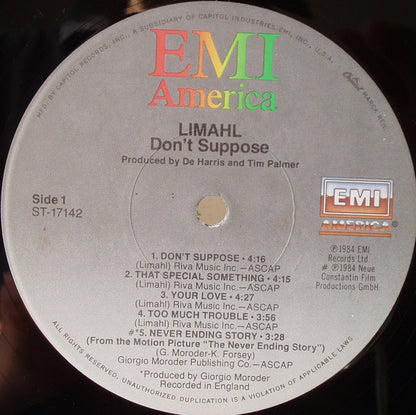 MFD. BY CAPITOL RECORDS, INC., A SUBSIDIARY OF CAPITOL INDUSTRIES-EMI, INC., U.S.A.
Capitol MARCA REG.
EMI
America
LIMAHL
Don't Suppose
Produced by De Harris and Tim Palmer
Side 1
ST-17142
EMI
AMERICA
℗1984 EMI
Records Ltd
# ℗1984 Neue
Constantin Film
Productions GmbH
1. DON'T SUPPOSE • 4:16
(Limahl) Riva Music Inc.—ASCAP
2. THAT SPECIAL SOMETHING • 4:15
(Limahl) Riva Music Inc.—ASCAP
3. YOUR LOVE • 4:27
(Limahl) Riva Music Inc.—ASCAP
4. TOO MUCH TROUBLE • 3:56
(Limahl) Riva Music Inc.—ASCAP
#*5. NEVER ENDING STORY • 3:28
(From the Motion Picture "The Never Ending Story")
(G. Moroder-K. Forsey)
Giorgio Moroder Publishing Co.—ASCAP
*Produced by Giorgio Moroder
Recorded in England
ALL RIGHTS RESERVED. UNAUTHORIZED DUPLICATION IS A VIOLATION OF APPLICABLE LAWS